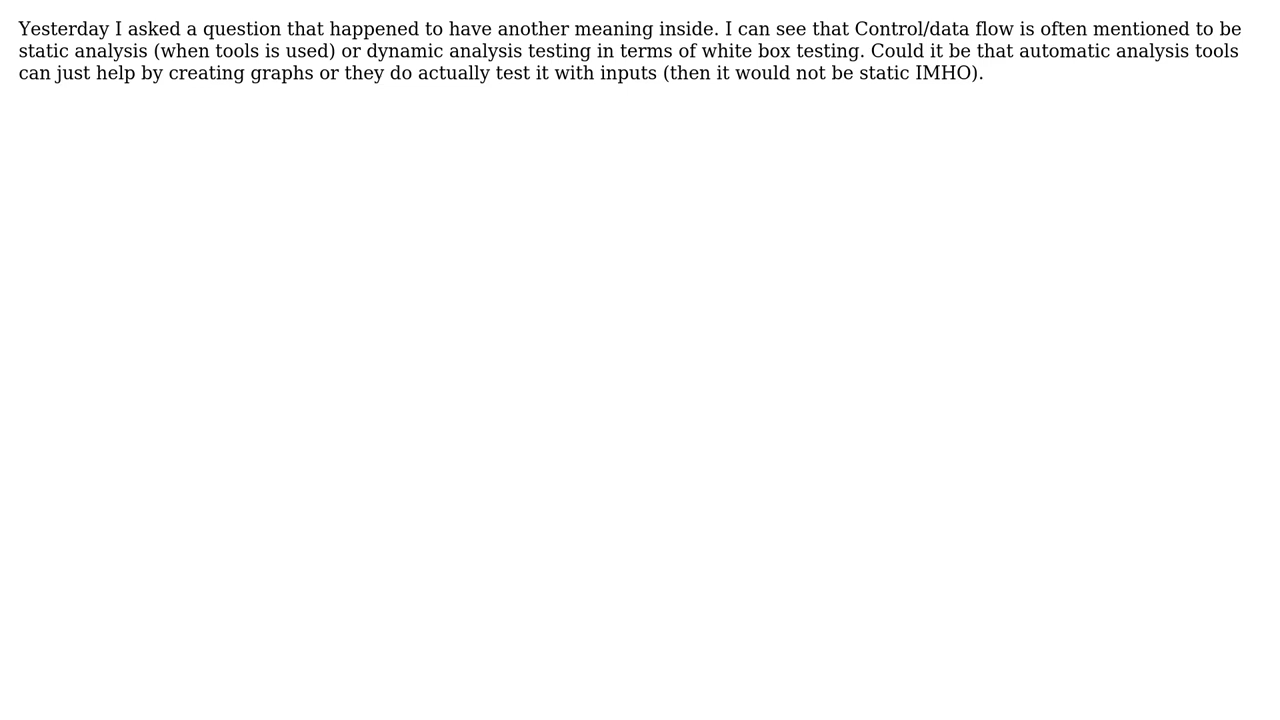 Yesterday I asked a question that happened to have another meaning inside. I can see that Control/data flow is often mentioned to be
static analysis (when tools is used) or dynamic analysis testing in terms of white box testing. Could it be that automatic analysis tools
can just help by creating graphs or they do actually test it with inputs (then it would not be static IMHO).